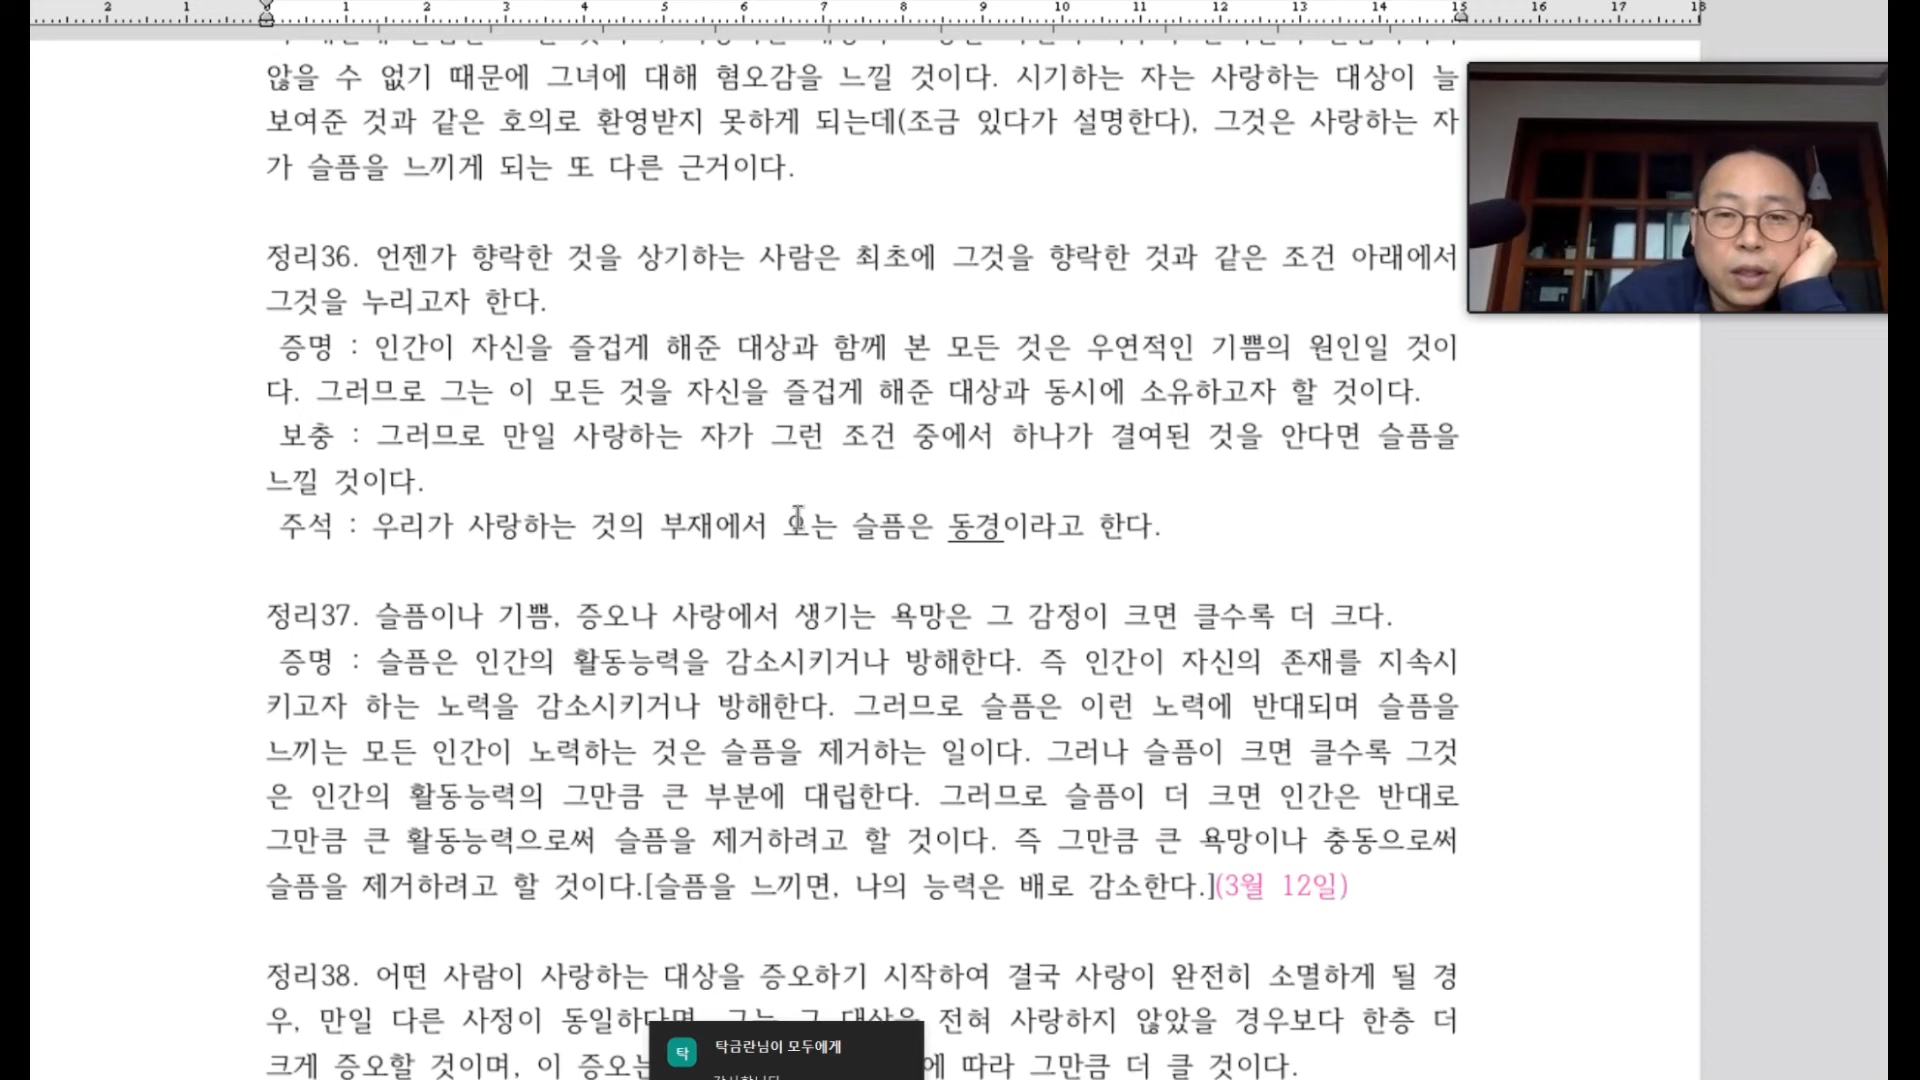 2 1 1 2 3 4 5 6 7 8 9 10 11 12 13 14 15 16 17 18
않을 수 없기 때문에 그녀에 대해 혐오감을 느낄 것이다. 시기하는 자는 사랑하는 대상이 늘
보여준 것과 같은 호의로 환영받지 못하게 되는데(조금 있다가 설명한다), 그것은 사랑하는 자
가 슬픔을 느끼게 되는 또 다른 근거이다.
정리36. 언젠가 향락한 것을 상기하는 사람은 최초에 그것을 향락한 것과 같은 조건 아래에서
그것을 누리고자 한다.
증명 : 인간이 자신을 즐겁게 해준 대상과 함께 본 모든 것은 우연적인 기쁨의 원인일 것이
다. 그러므로 그는 이 모든 것을 자신을 즐겁게 해준 대상과 동시에 소유하고자 할 것이다.
보충 : 그러므로 만일 사랑하는 자가 그런 조건 중에서 하나가 결여된 것을 안다면 슬픔을
느낄 것이다.
주석 : 우리가 사랑하는 것의 부재에서 오는 슬픔은 동경이라고 한다.
정리37. 슬픔이나 기쁨, 증오나 사랑에서 생기는 욕망은 그 감정이 크면 클수록 더 크다.
증명 : 슬픔은 인간의 활동능력을 감소시키거나 방해한다. 즉 인간이 자신의 존재를 지속시
키고자 하는 노력을 감소시키거나 방해한다. 그러므로 슬픔은 이런 노력에 반대되며 슬픔을
느끼는 모든 인간이 노력하는 것은 슬픔을 제거하는 일이다. 그러나 슬픔이 크면 클수록 그것
은 인간의 활동능력의 그만큼 큰 부분에 대립한다. 그러므로 슬픔이 더 크면 인간은 반대로
그만큼 큰 활동능력으로써 슬픔을 제거하려고 할 것이다. 즉 그만큼 큰 욕망이나 충동으로써
슬픔을 제거하려고 할 것이다.[슬픔을 느끼면, 나의 능력은 배로 감소한다.](3월 12일)
정리38. 어떤 사람이 사랑하는 대상을 증오하기 시작하여 결국 사랑이 완전히 소멸하게 될 경
우, 만일 다른 사정이 동일하다면, 그는 그 대상을 전혀 사랑하지 않았을 경우보다 한층 더
크게 증오할 것이며, 이 증오는 에 따라 그만큼 더 클 것이다.
탁 탁금란님이 모두에게